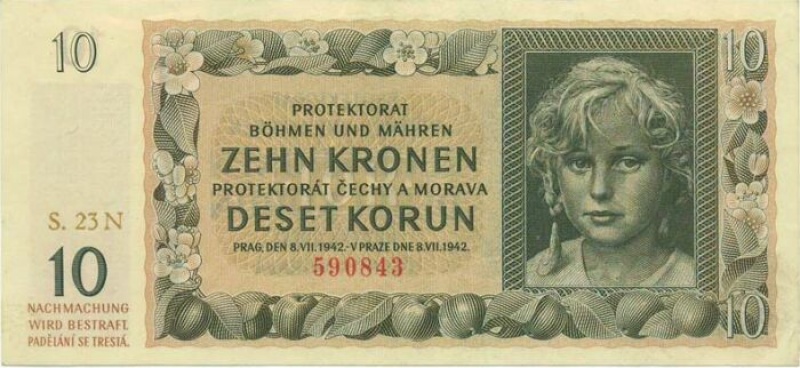 10
10
PROTEKTORAT
BÖHMEN UND MÄHREN
ZEHN KRONEN
PROTEKTORÁT ČECHY A MORAVA
DESET KORUN
PRAG, DEN 8. VII. 1942.-V PRAZE DNE 8. VII. 1942.
590843
S. 23 N
10
NACHMACHUNG
WIRD BESTRAFT.
PADĚLÁNÍ SE TRESTÁ.
10